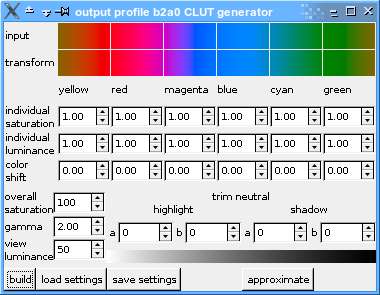 output profile b2a0 CLUT generator
input
transform
yellow red magenta blue cyan green
individual saturation 1.00 1.00 1.00 1.00 1.00 1.00
individual luminance 1.00 1.00 1.00 1.00 1.00 1.00
color shift 0.00 0.00 0.00 0.00 0.00 0.00
overall saturation 100 trim neutral
highlight shadow
gamma 2.00 a 0 b 0 a 0 b 0
view luminance 50
build load settings save settings approximate